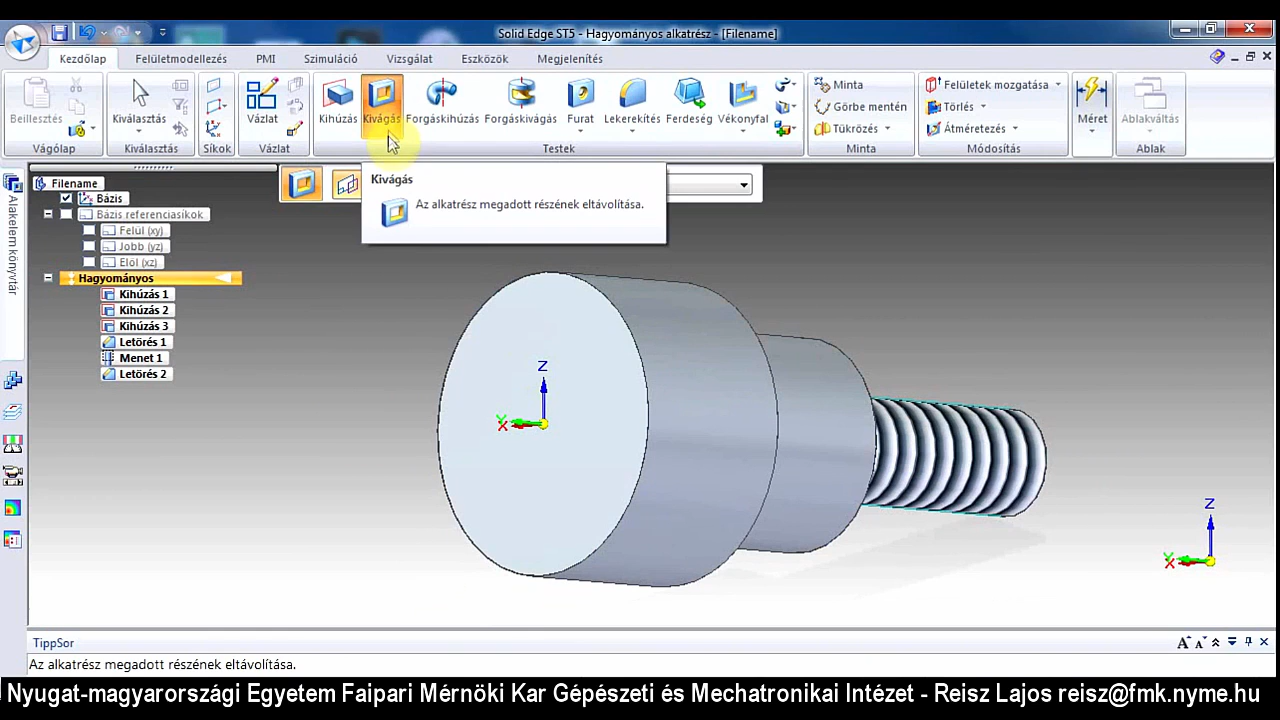 Solid Edge ST5 - Hagyományos alkatrész - [Filename]
Kezdőlap Felületmodellezés PMI Szimuláció Vizsgálat Eszközök Megjelenítés
Beillesztés
Kiválasztás
Vázlat
Kihúzás Kivágás Forgáskihúzás Forgáskivágás Furat Lekerekítés Ferdeség Vékonyfal
Minta
Görbe mentén
Tükrözés
Felületek mozgatása
Törlés
Átméretezés
Méret
Ablakváltás
Vágólap Kiválasztás Síkok Vázlat Testek Minta Módosítás Ablak
Alakelem könyvtár
Filename
Bázis
Bázis referenciasíkok
Felül (xy)
Jobb (yz)
Elöl (xz)
Hagyományos
Kihúzás 1
Kihúzás 2
Kihúzás 3
Letörés 1
Menet 1
Letörés 2
Kivágás
Az alkatrész megadott részének eltávolítása.
Z
Y
X
Z
Y
X
TippSor
Az alkatrész megadott részének eltávolítása.
Nyugat-magyarországi Egyetem Faipari Mérnöki Kar Gépészeti és Mechatronikai Intézet - Reisz Lajos reisz@fmk.nyme.hu